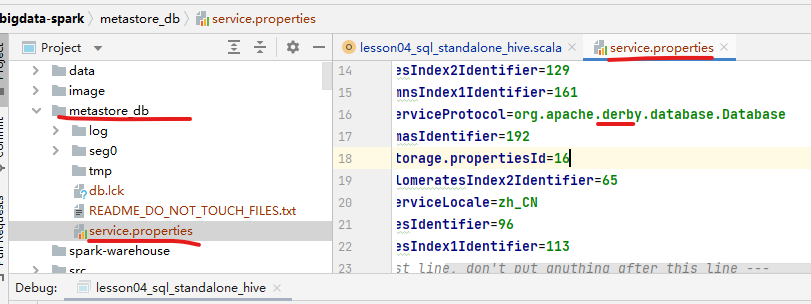 bigdata-spark metastore_db service.properties
Project
data
image
metastore_db
log
seg0
tmp
db.lck
README_DO_NOT_TOUCH_FILES.txt
service.properties
spark-warehouse
src
lesson04_sql_standalone_hive.scala service.properties
14 esIndex2Identifier=129
15 mnsIndex1Identifier=161
16 erviceProtocol=org.apache.derby.database.Database
17 masIdentifier=192
18 torage.propertiesId=16
19 lomeratesIndex2Identifier=65
20 erviceLocale=zh_CN
21 esIdentifier=96
22 esIndex1Identifier=113
23 st line, don't put anything after this line ---
Project
Commit
Pull Requests
Debug: lesson04_sql_standalone_hive